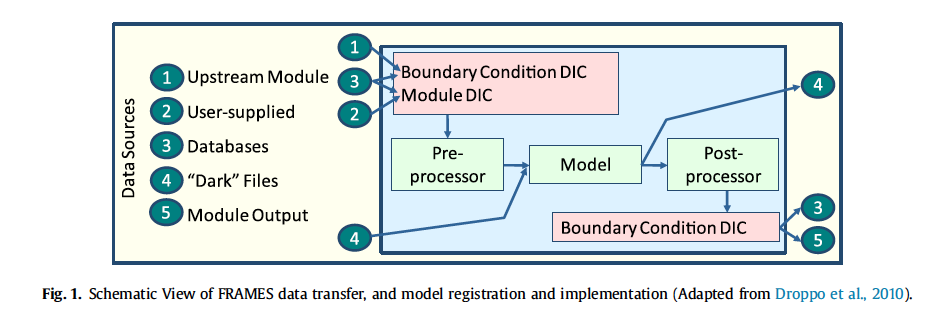 Data Sources
1 Upstream Module
2 User-supplied
3 Databases
4 “Dark” Files
5 Module Output
1
3
2
4
Boundary Condition DIC
Module DIC
Pre-
processor
Model
Post-
processor
Boundary Condition DIC
4
3
5
Fig. 1. Schematic View of FRAMES data transfer, and model registration and implementation (Adapted from Droppo et al., 2010).